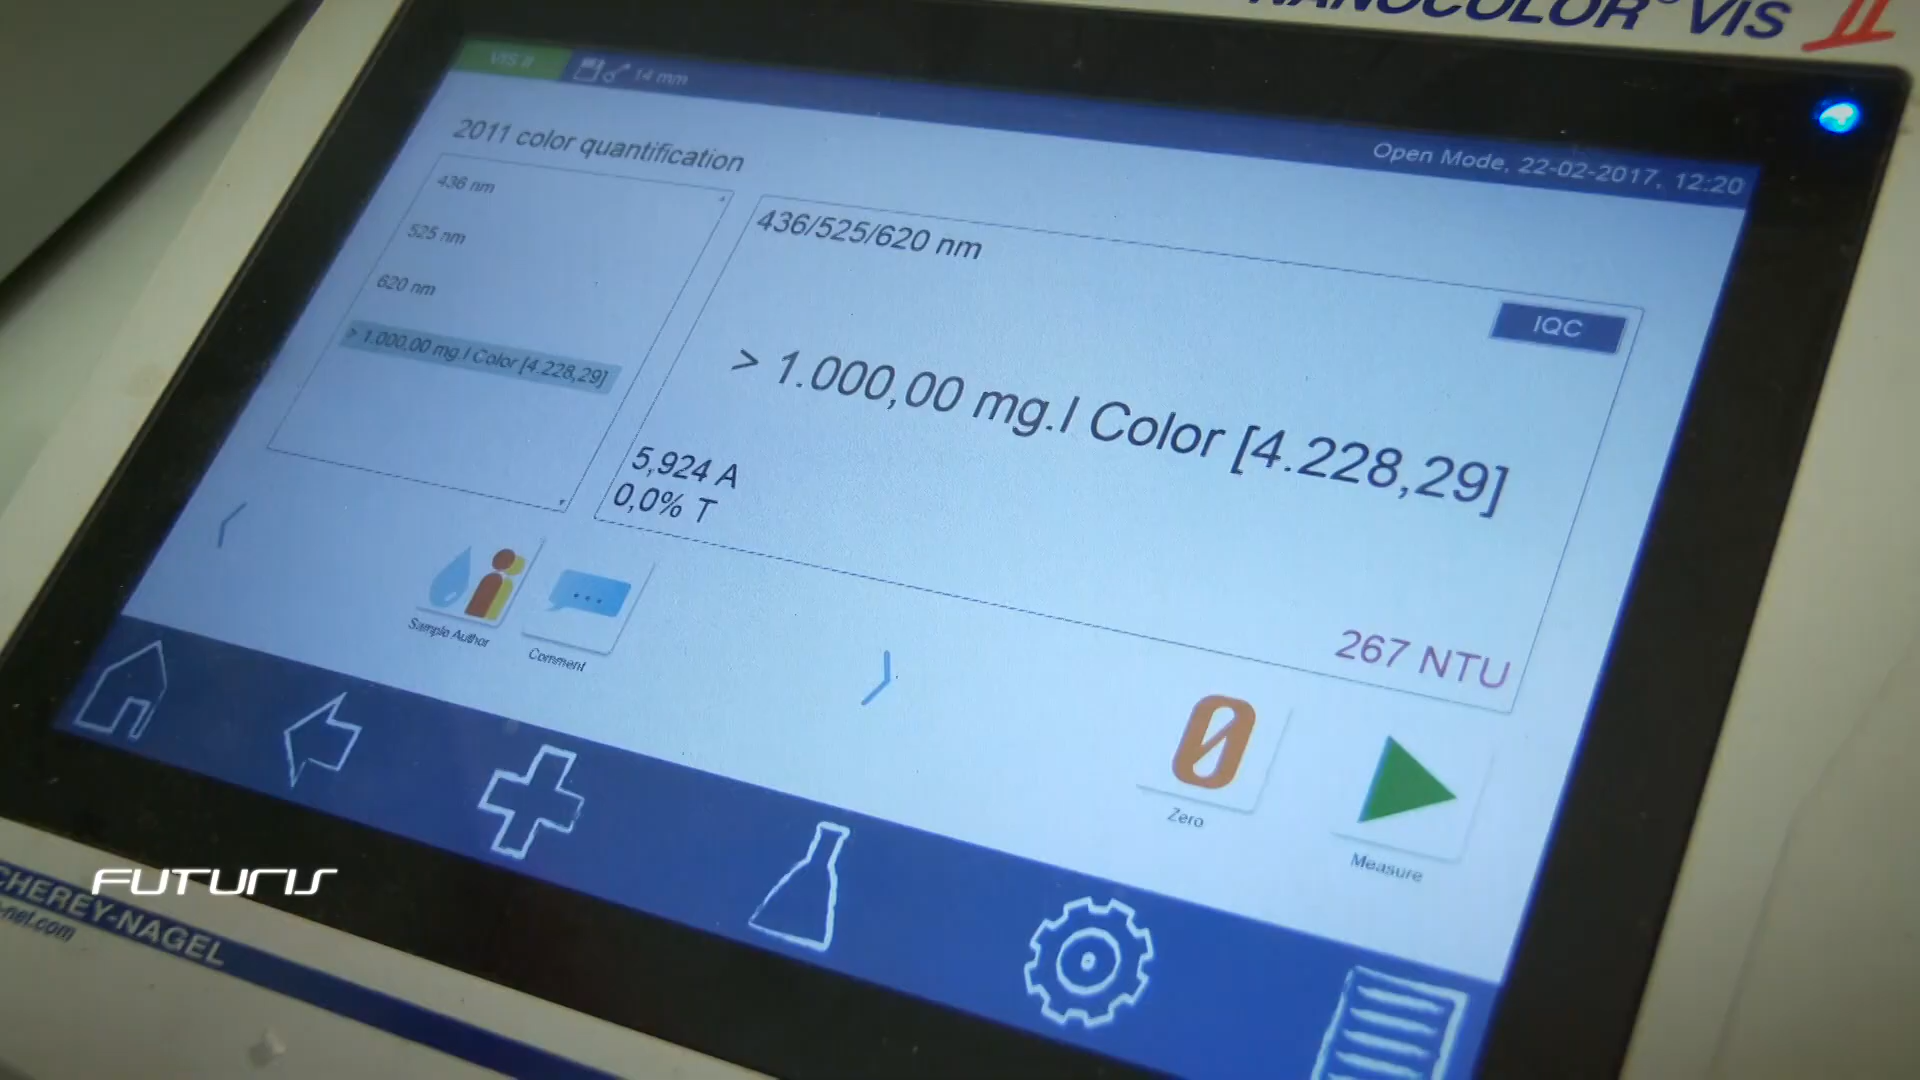 NANOCOLOR® VIS II
VIS II
14 mm
Open Mode, 22-02-2017, 12:20
2011 color quantification
436 nm
525 nm
620 nm
> 1.000,00 mg.l Color [4.228,29]
436/525/620 nm
IQC
> 1.000,00 mg.l Color [4.228,29]
5,924 A
0,0% T
267 NTU
Sample Author
Comment
Zero
Measure
FUTURIS
CHEREY-NAGEL
-net.com